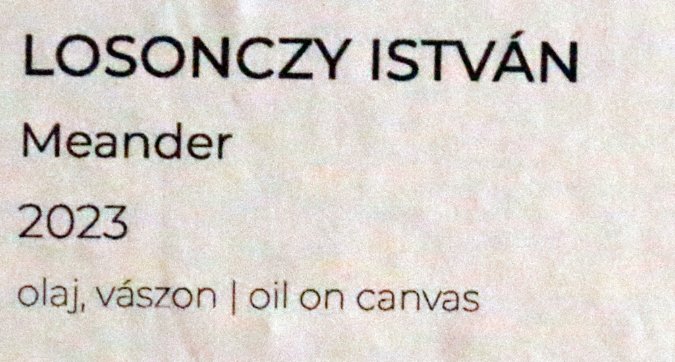 LOSONCZY ISTVÁN
Meander
2023
olaj, vászon | oil on canvas